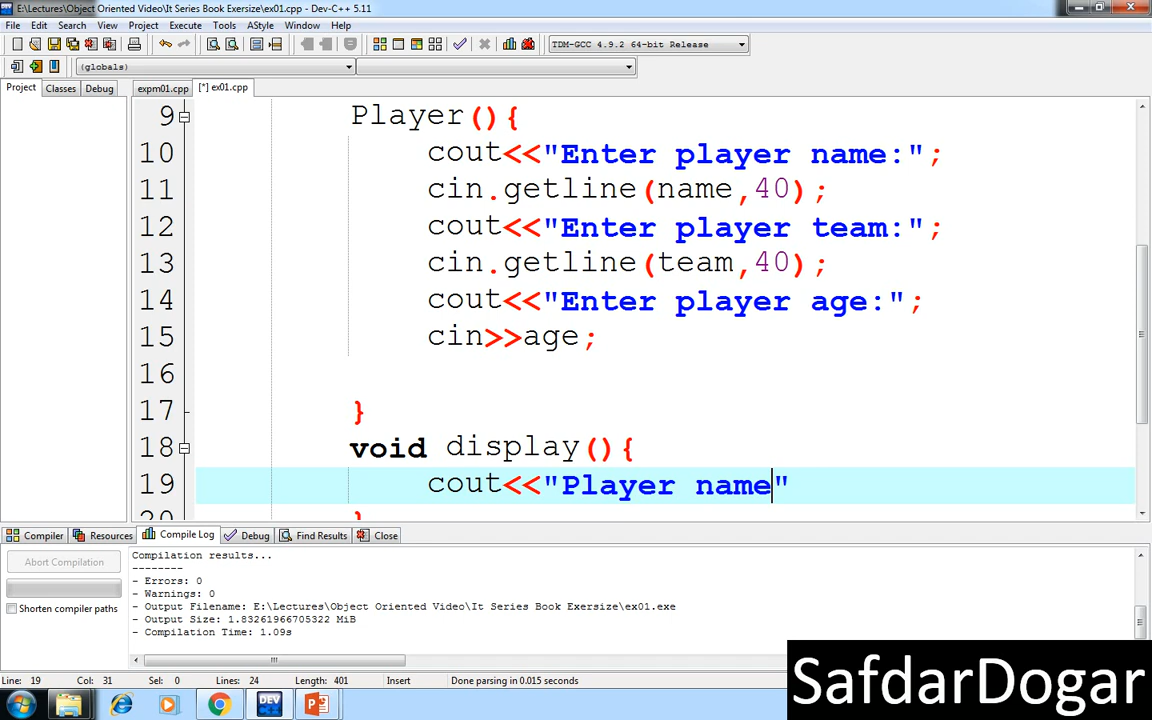 E:\Lectures\Object Oriented Video\It Series Book Exersize\ex01.cpp - Dev-C++ 5.11
File Edit Search View Project Execute Tools AStyle Window Help
TDM-GCC 4.9.2 64-bit Release
(globals)
Project Classes Debug expm01.cpp [*] ex01.cpp
9 Player(){
10 cout<<"Enter player name:";
11 cin.getline(name,40);
12 cout<<"Enter player team:";
13 cin.getline(team,40);
14 cout<<"Enter player age:";
15 cin>>age;
16
17 }
18 void display(){
19 cout<<"Player name"
20 }
Compiler Resources Compile Log Debug Find Results Close
Abort Compilation
Shorten compiler paths
Compilation results...
--------
- Errors: 0
- Warnings: 0
- Output Filename: E:\Lectures\Object Oriented Video\It Series Book Exersize\ex01.exe
- Output Size: 1.83261966705322 MiB
- Compilation Time: 1.09s
Line: 19 Col: 31 Sel: 0 Lines: 24 Length: 401 Insert Done parsing in 0.015 seconds
DEV
SafdarDogar